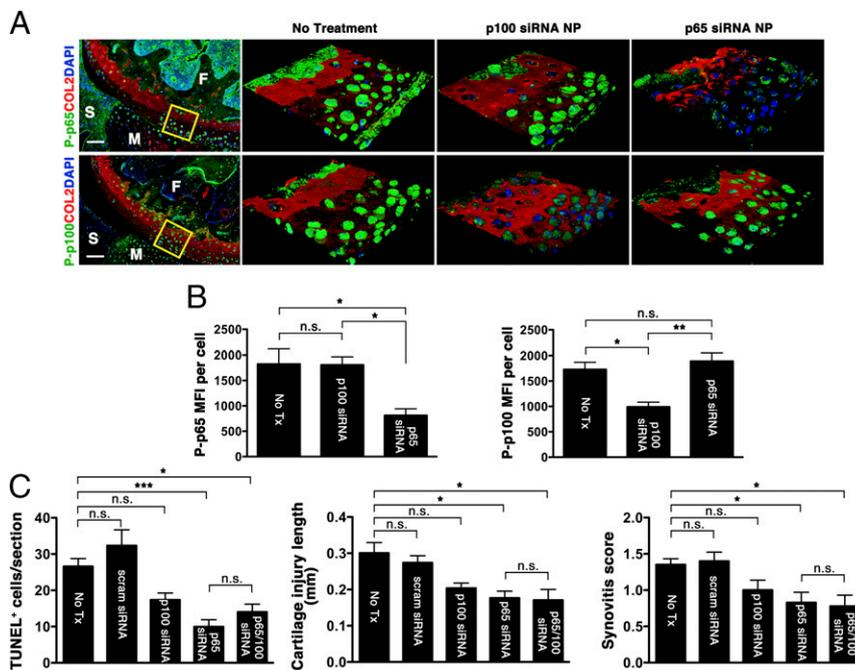 A
No Treatment p100 siRNA NP p65 siRNA NP
P-p65COL2DAPI
F
S
M
P-p100COL2DAPI
F
S
M
B
P-p65 MFI per cell
2500
2000
1500
1000
500
0
*
n.s. *
No Tx
p100 siRNA
p65 siRNA
P-p100 MFI per cell
2500
2000
1500
1000
500
0
n.s.
* **
No Tx
p100 siRNA
p65 siRNA
C
TUNEL+ cells/section
40
30
20
10
0
*
***
n.s.
n.s.
n.s.
No Tx
scram siRNA
p100 siRNA
p65 siRNA
p65/100 siRNA
Cartilage injury length
(mm)
0.4
0.3
0.2
0.1
0.0
*
*
n.s.
n.s.
n.s.
No Tx
scram siRNA
p100 siRNA
p65 siRNA
p65/100 siRNA
Synovitis score
2.0
1.5
1.0
0.5
0.0
*
*
n.s.
n.s.
n.s.
No Tx
scram siRNA
p100 siRNA
p65 siRNA
p65/100 siRNA